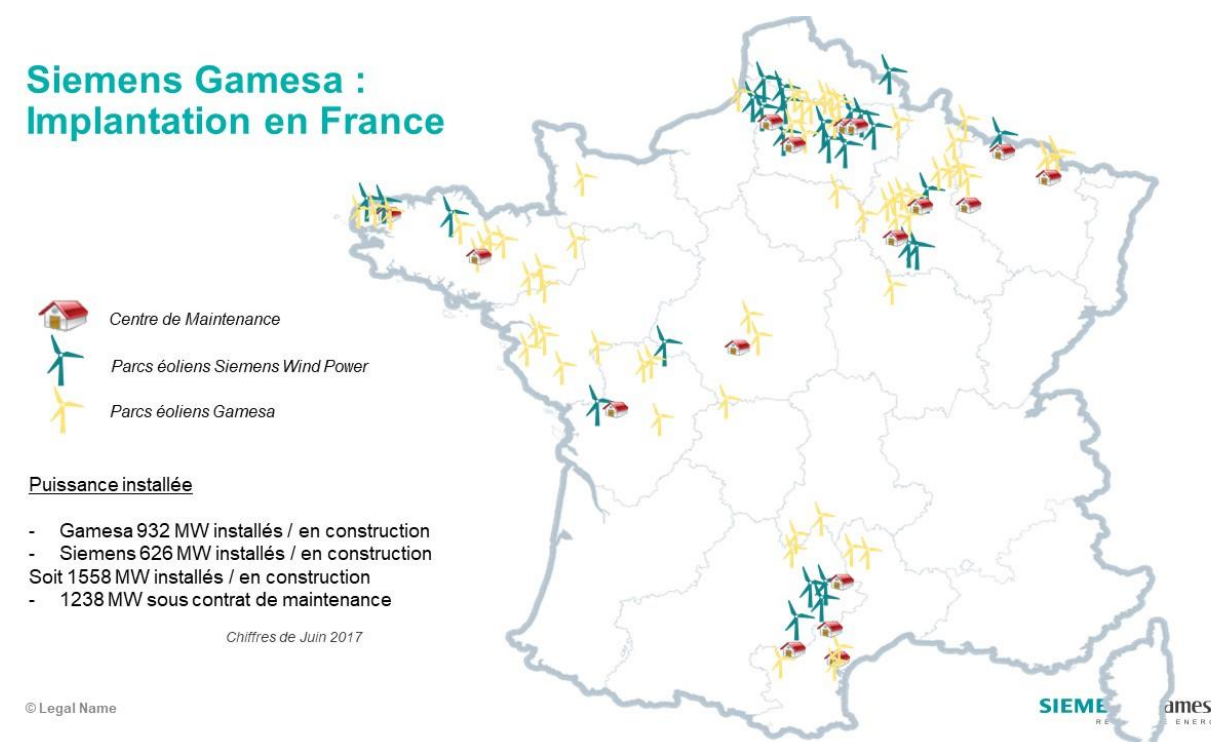 Siemens Gamesa :
Implantation en France
Centre de Maintenance
Parcs éoliens Siemens Wind Power
Parcs éoliens Gamesa
Puissance installée
- Gamesa 932 MW installés / en construction
- Siemens 626 MW installés / en construction
Soit 1558 MW installés / en construction
- 1238 MW sous contrat de maintenance
Chiffres de Juin 2017
© Legal Name